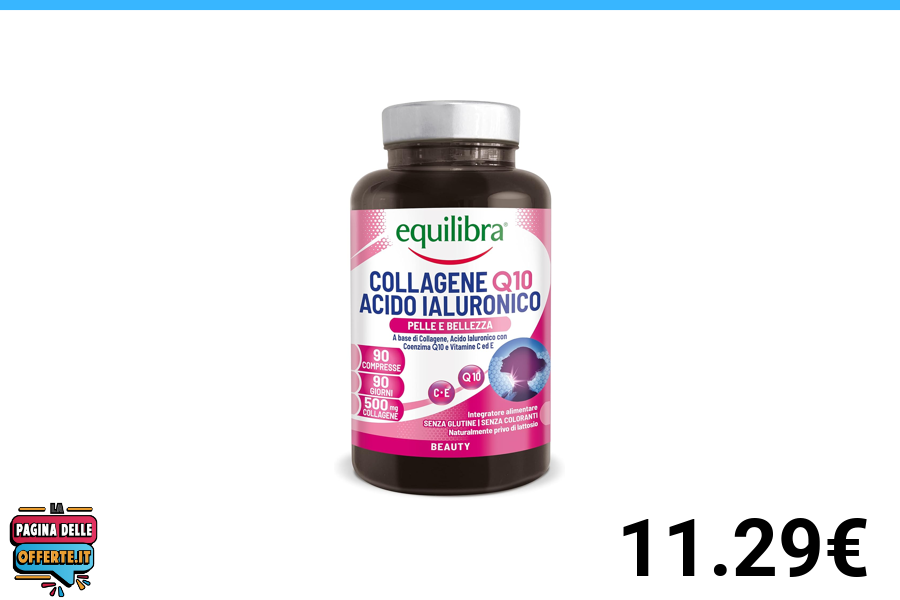 equilibra®
COLLAGENE Q10
ACIDO IALURONICO
PELLE E BELLEZZA
A base di Collagene, Acido Ialuronico con
Coenzima Q10 e Vitamine C ed E
90
COMPRESSE
90
GIORNI
500 mg
COLLAGENE
C•E
Q10
Integratore alimentare
SENZA GLUTINE | SENZA COLORANTI
Naturalmente privo di lattosio
BEAUTY
LA
PAGINA DELLE
OFFERTE.IT
11.29€